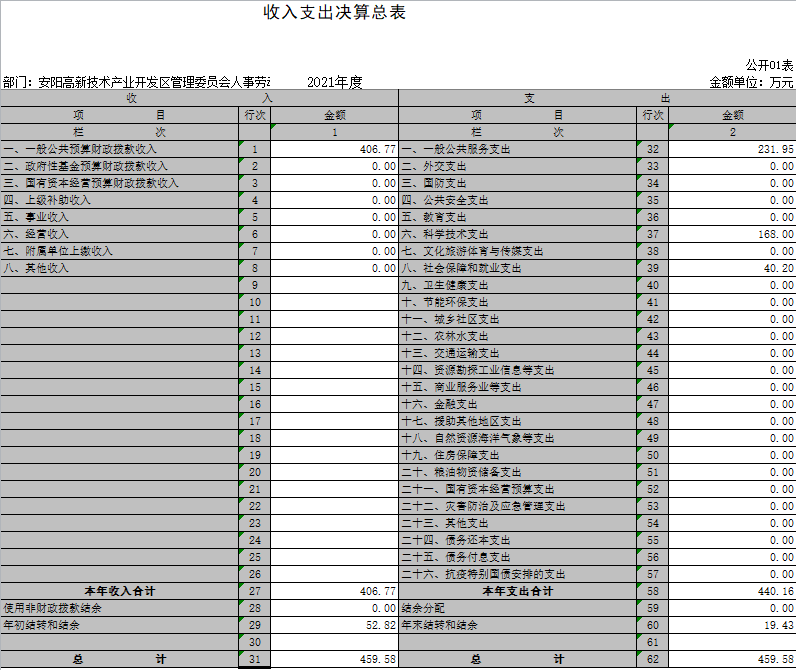 收入支出决算总表
公开01表
部门：安阳高新技术产业开发区管理委员会人事劳动 2021年度 金额单位：万元
收 入 支 出
项 目 行次 金额 项 目 行次 金额
栏 次 1 栏 次 2
一、一般公共预算财政拨款收入 1 406.77 一、一般公共服务支出 32 231.95
二、政府性基金预算财政拨款收入 2 0.00 二、外交支出 33 0.00
三、国有资本经营预算财政拨款收入 3 0.00 三、国防支出 34 0.00
四、上级补助收入 4 0.00 四、公共安全支出 35 0.00
五、事业收入 5 0.00 五、教育支出 36 0.00
六、经营收入 6 0.00 六、科学技术支出 37 168.00
七、附属单位上缴收入 7 0.00 七、文化旅游体育与传媒支出 38 0.00
八、其他收入 8 0.00 八、社会保障和就业支出 39 40.20
9 九、卫生健康支出 40 0.00
10 十、节能环保支出 41 0.00
11 十一、城乡社区支出 42 0.00
12 十二、农林水支出 43 0.00
13 十三、交通运输支出 44 0.00
14 十四、资源勘探工业信息等支出 45 0.00
15 十五、商业服务业等支出 46 0.00
16 十六、金融支出 47 0.00
17 十七、援助其他地区支出 48 0.00
18 十八、自然资源海洋气象等支出 49 0.00
19 十九、住房保障支出 50 0.00
20 二十、粮油物资储备支出 51 0.00
21 二十一、国有资本经营预算支出 52 0.00
22 二十二、灾害防治及应急管理支出 53 0.00
23 二十三、其他支出 54 0.00
24 二十四、债务还本支出 55 0.00
25 二十五、债务付息支出 56 0.00
26 二十六、抗疫特别国债安排的支出 57 0.00
本年收入合计 27 406.77 本年支出合计 58 440.16
使用非财政拨款结余 28 0.00 结余分配 59 0.00
年初结转和结余 29 52.82 年末结转和结余 60 19.43
30 61
总 计 31 459.58 总 计 62 459.58